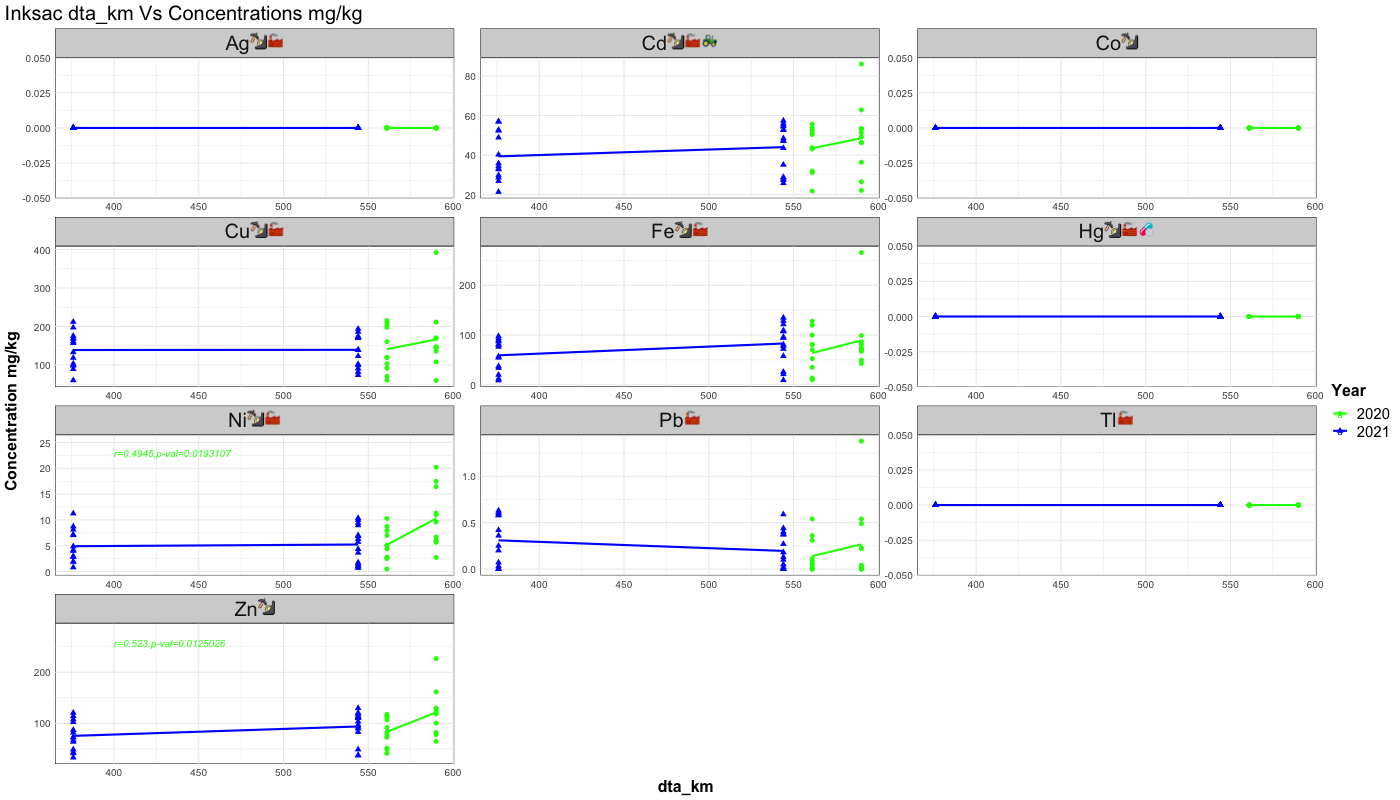 Inksac dta_km Vs Concentrations mg/kg
Ag Cd Co
0.050 0.025 0.000 -0.025 -0.050
80 60 40 20
0.050 0.025 0.000 -0.025 -0.050
400 450 500 550 600
400 450 500 550 600
400 450 500 550 600
Cu Fe Hg
400 300 200 100
200 100 0
0.050 0.025 0.000 -0.025 -0.050
400 450 500 550 600
400 450 500 550 600
400 450 500 550 600
Ni Pb Tl
25 20 15 10 5 0
r=0.4945,p-val=0.0193107
1.0 0.5 0.0
0.050 0.025 0.000 -0.025 -0.050
400 450 500 550 600
400 450 500 550 600
400 450 500 550 600
Zn
200 100
r=0.523,p-val=0.0125026
400 450 500 550 600
dta_km
Concentration mg/kg
Year
2020
2021